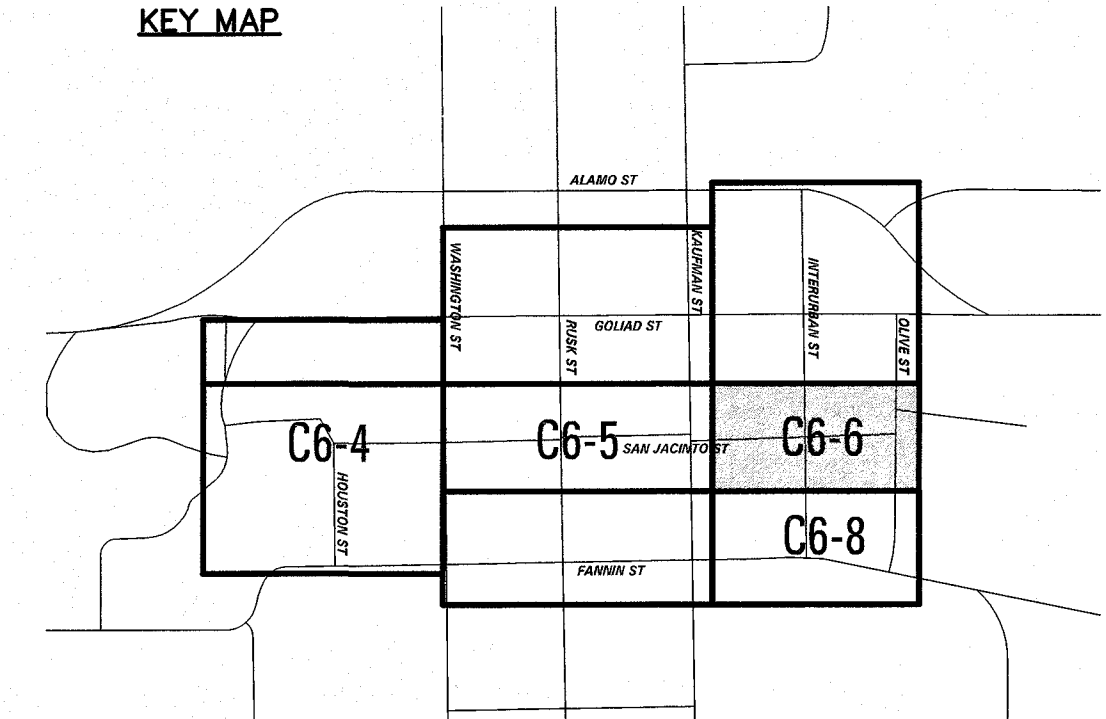 KEY MAP
ALAMO ST
WASHINGTON ST
KAUFMAN ST
INTERURBAN ST
RUSK ST
GOLIAD ST
OLIVE ST
C6-4
C6-5
SAN JACINTO ST
C6-6
HOUSTON ST
C6-8
FANNIN ST